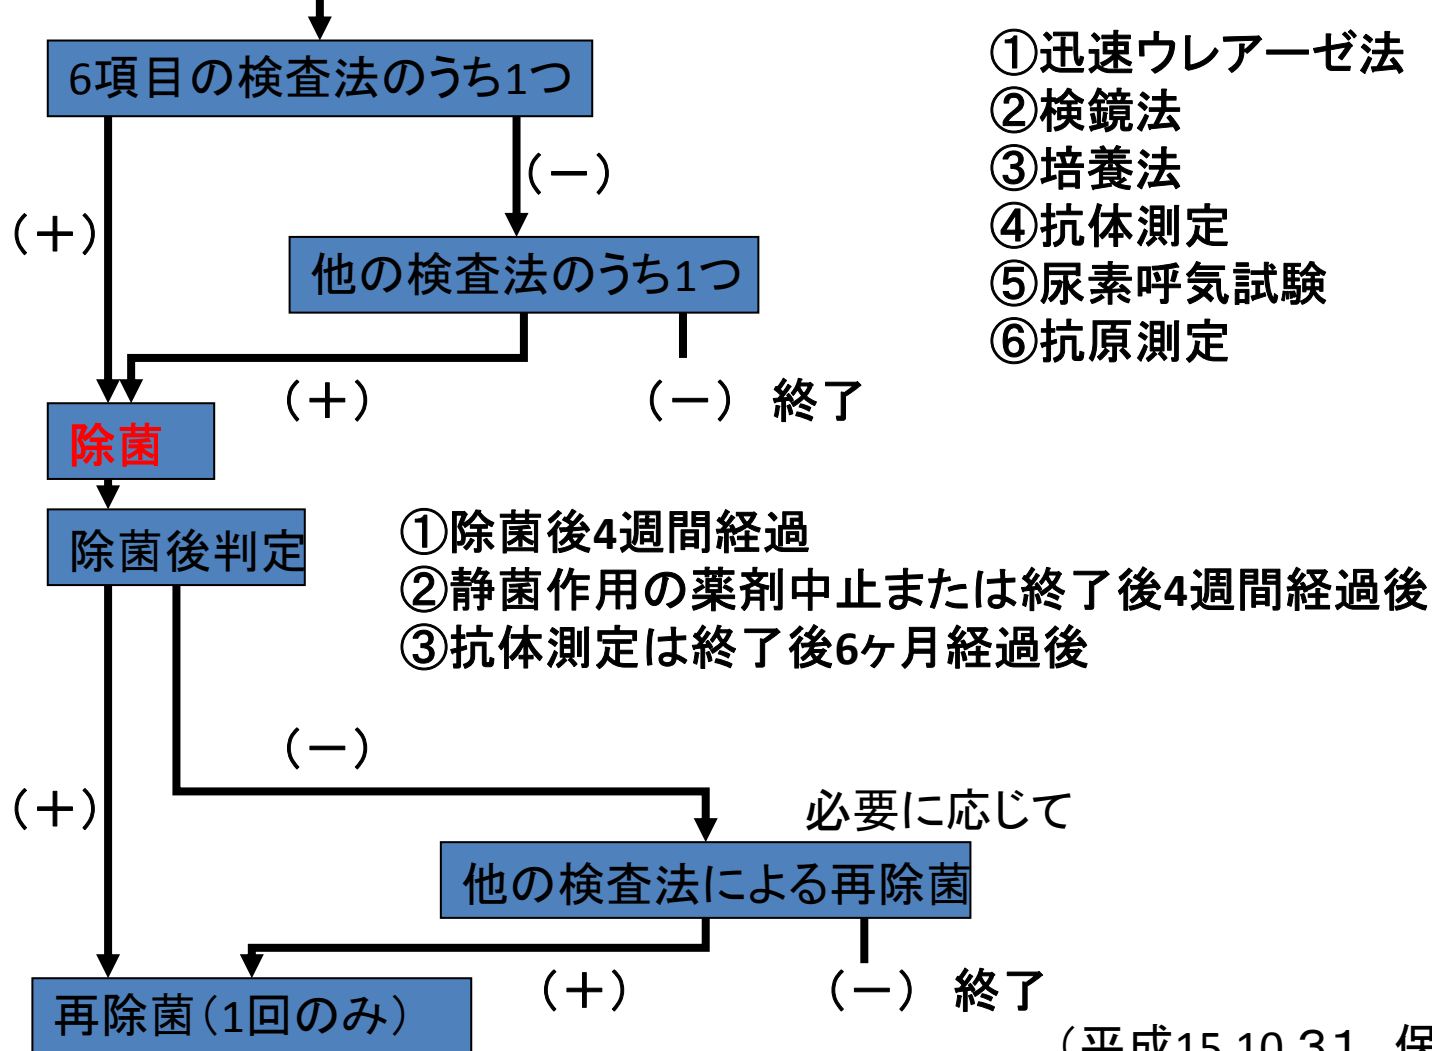 6項目の検査法のうち1つ
①迅速ウレアーゼ法
②検鏡法
③培養法
④抗体測定
⑤尿素呼気試験
⑥抗原測定
（－）
（＋）
他の検査法のうち1つ
（＋）
（－） 終了
除菌
除菌後判定
①除菌後4週間経過
②静菌作用の薬剤中止または終了後4週間経過後
③抗体測定は終了後6ヶ月経過後
（－）
（＋）
必要に応じて
他の検査法による再除菌
（＋）
（－） 終了
再除菌（1回のみ）
（平成15.10.３１ 保